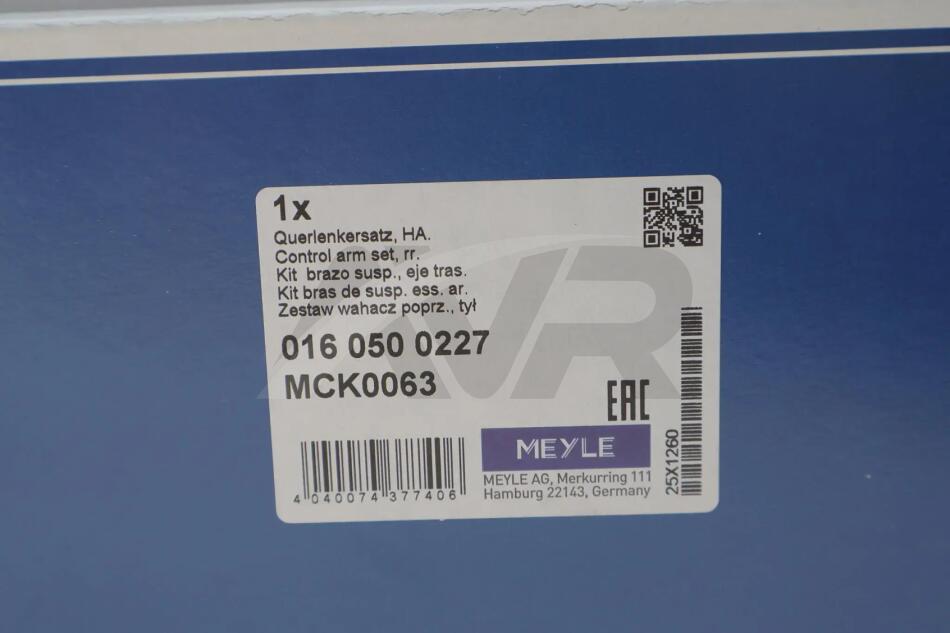 1x
Querlenkersatz, HA.
Control arm set, rr.
Kit brazo susp., eje tras.
Kit bras de susp. ess. ar.
Zestaw wahacz poprz., tył
016 050 0227
MCK0063
EAC
MEYLE
MEYLE AG, Merkurring 111
Hamburg 22143, Germany
4 040074 377406
25X1260
NR